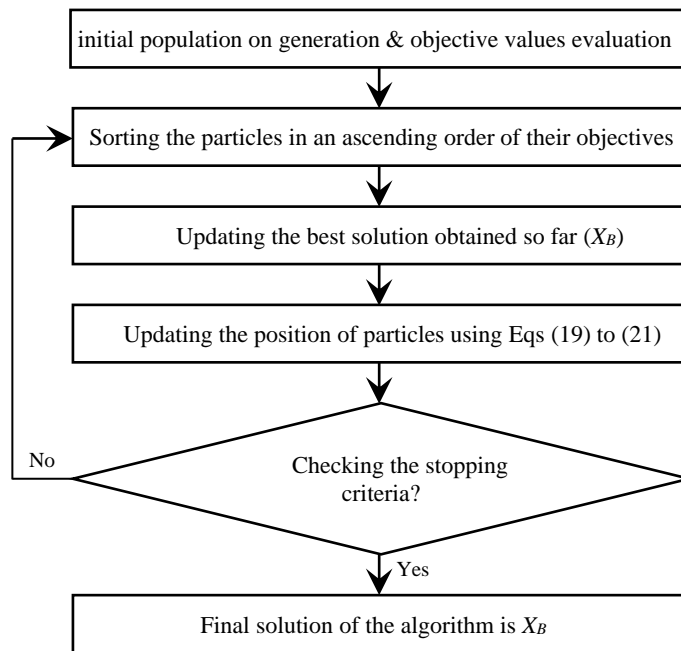 initial population on generation & objective values evaluation
Sorting the particles in an ascending order of their objectives
Updating the best solution obtained so far (XB)
Updating the position of particles using Eqs (19) to (21)
No
Checking the stopping
criteria?
Yes
Final solution of the algorithm is XB